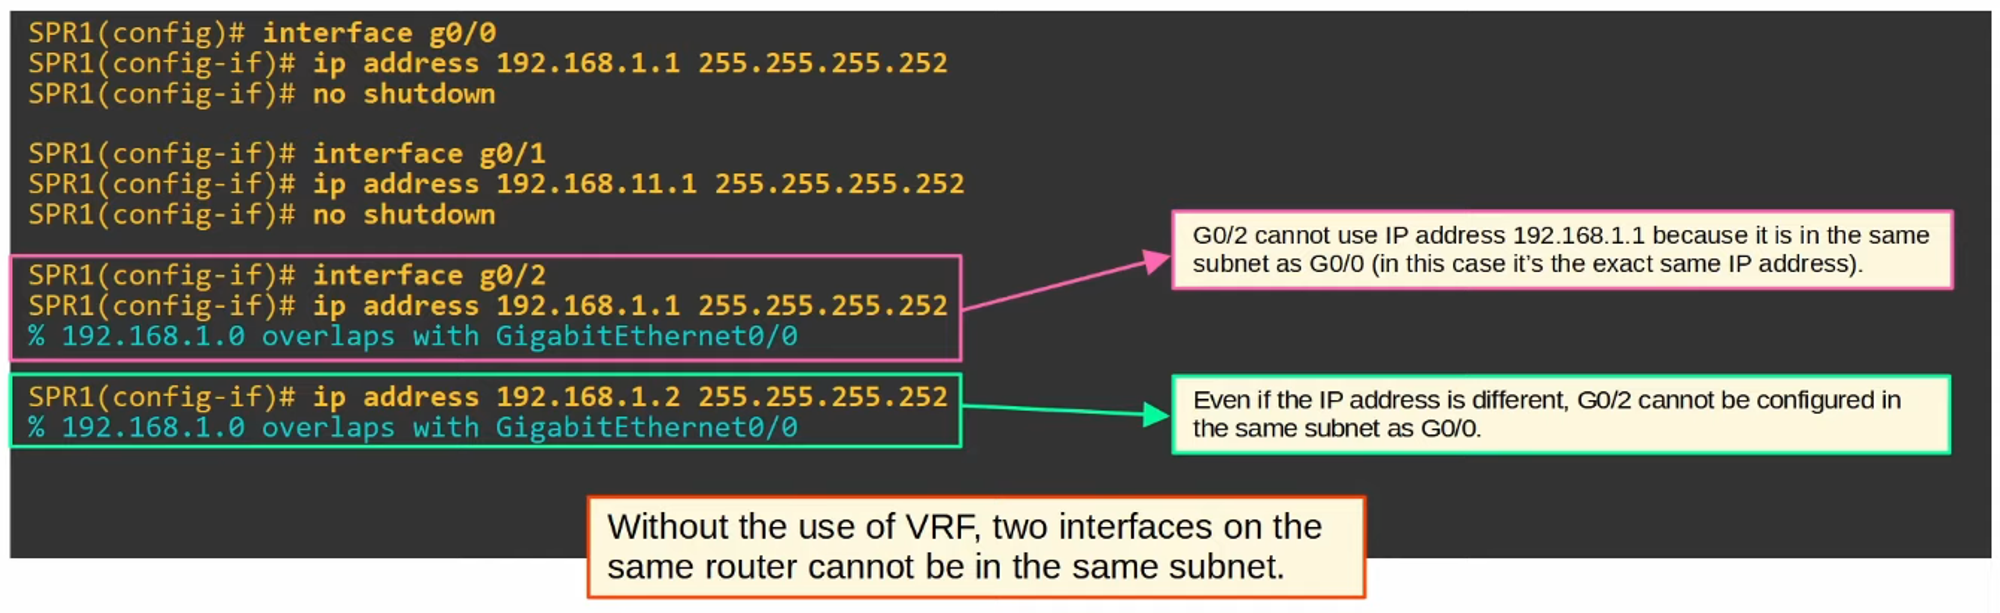 SPR1(config)# interface g0/0
SPR1(config-if)# ip address 192.168.1.1 255.255.255.252
SPR1(config-if)# no shutdown
SPR1(config-if)# interface g0/1
SPR1(config-if)# ip address 192.168.11.1 255.255.255.252
SPR1(config-if)# no shutdown
SPR1(config-if)# interface g0/2
SPR1(config-if)# ip address 192.168.1.1 255.255.255.252
% 192.168.1.0 overlaps with GigabitEthernet0/0
G0/2 cannot use IP address 192.168.1.1 because it is in the same
subnet as G0/0 (in this case it's the exact same IP address).
SPR1(config-if)# ip address 192.168.1.2 255.255.255.252
% 192.168.1.0 overlaps with GigabitEthernet0/0
Even if the IP address is different, G0/2 cannot be configured in
the same subnet as G0/0.
Without the use of VRF, two interfaces on the
same router cannot be in the same subnet.